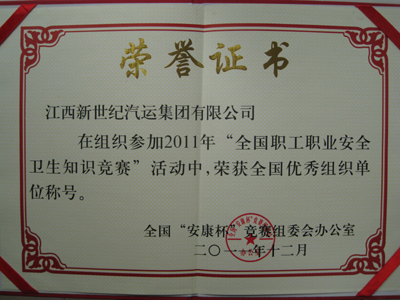 荣誉证书
江西新世纪汽运集团有限公司
在组织参加2011年“全国职工职业安全
卫生知识竞赛”活动中，荣获全国优秀组织单
位称号。
全国“安康杯”竞赛组委会办公室
二〇一一年十二月